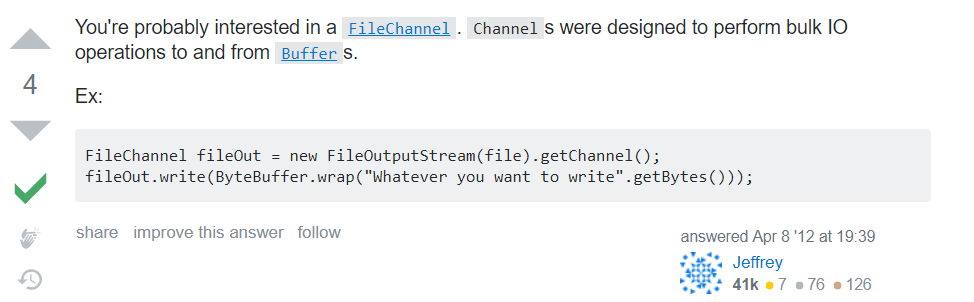 You're probably interested in a FileChannel. Channels were designed to perform bulk IO
operations to and from Buffers.
4
Ex:
FileChannel fileOut = new FileOutputStream(file).getChannel();
fileOut.write(ByteBuffer.wrap("Whatever you want to write".getBytes()));
share improve this answer follow
answered Apr 8 '12 at 19:39
Jeffrey
41k 7 76 126